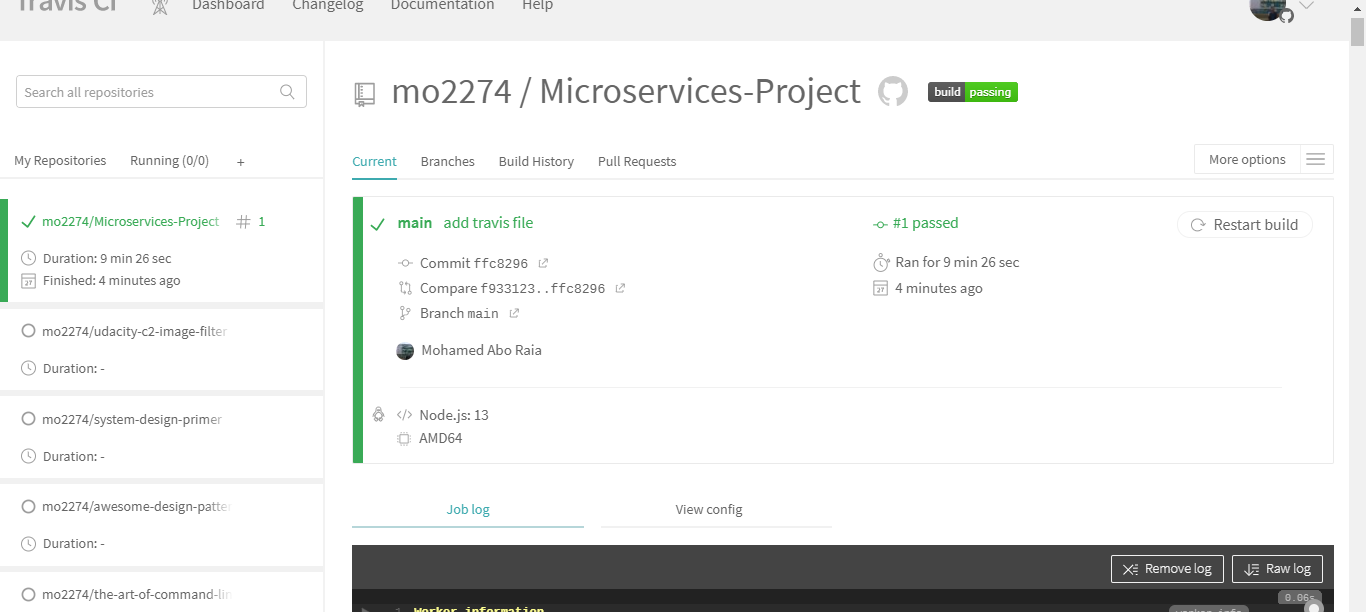 Travis CI
Dashboard Changelog Documentation Help
Search all repositories
My Repositories Running (0/0) +
mo2274/Microservices-Project # 1
Duration: 9 min 26 sec
Finished: 4 minutes ago
mo2274/udacity-c2-image-filter
Duration: -
mo2274/system-design-primer
Duration: -
mo2274/awesome-design-patter
Duration: -
mo2274/the-art-of-command-lin
mo2274 / Microservices-Project build passing
Current Branches Build History Pull Requests More options
main add travis file
Commit ffc8296
Compare f933123..ffc8296
Branch main
Mohamed Abo Raia
#1 passed
Ran for 9 min 26 sec
4 minutes ago
Restart build
Node.js: 13
AMD64
Job log View config
Remove log Raw log
0.06s
1 Worker information worker_info